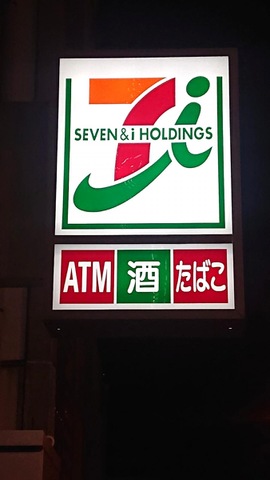 7i
SEVEN & i HOLDINGS
ATM 酒 たばこ